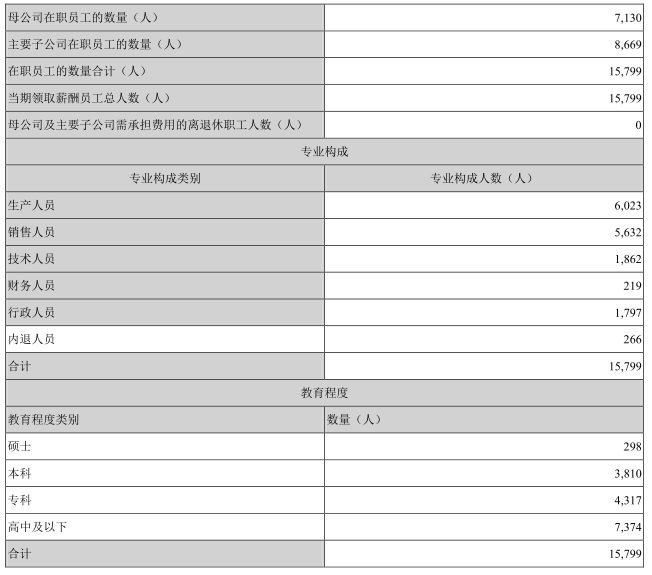 母公司在职员工的数量（人） 7,130
主要子公司在职员工的数量（人） 8,669
在职员工的数量合计（人） 15,799
当期领取薪酬员工总人数（人） 15,799
母公司及主要子公司需承担费用的离退休职工人数（人） 0
专业构成
专业构成类别 专业构成人数（人）
生产人员 6,023
销售人员 5,632
技术人员 1,862
财务人员 219
行政人员 1,797
内退人员 266
合计 15,799
教育程度
教育程度类别 数量（人）
硕士 298
本科 3,810
专科 4,317
高中及以下 7,374
合计 15,799